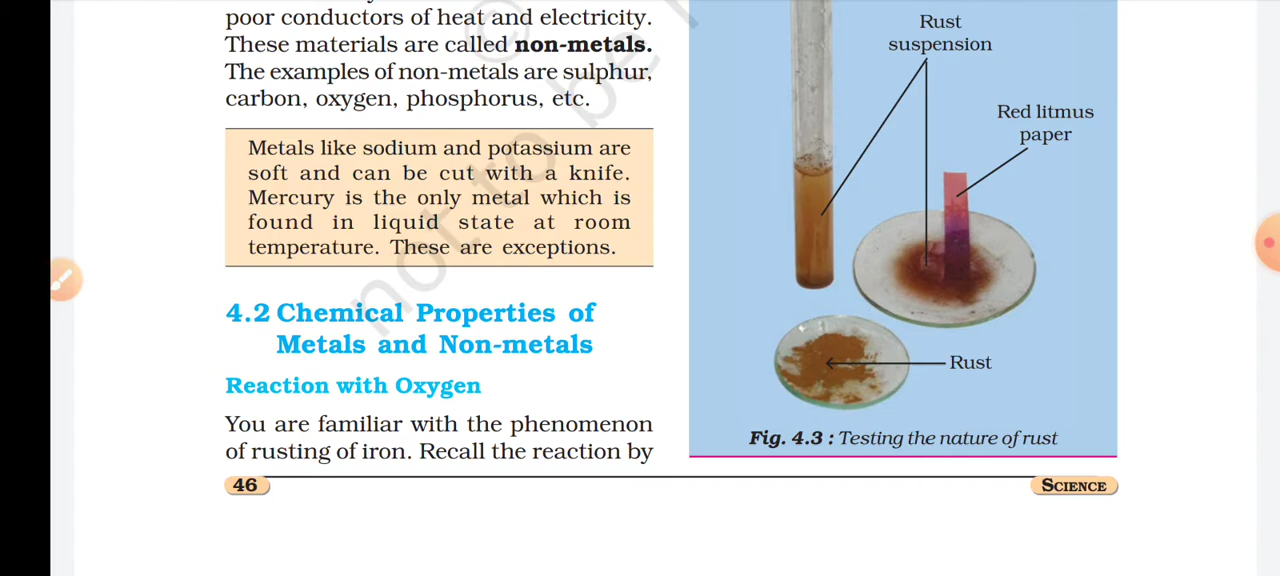 poor conductors of heat and electricity.
These materials are called non-metals.
The examples of non-metals are sulphur,
carbon, oxygen, phosphorus, etc.
Metals like sodium and potassium are
soft and can be cut with a knife.
Mercury is the only metal which is
found in liquid state at room
temperature. These are exceptions.
4.2 Chemical Properties of
Metals and Non-metals
Reaction with Oxygen
You are familiar with the phenomenon
of rusting of iron. Recall the reaction by
Rust
suspension
Red litmus
paper
Rust
Fig. 4.3 : Testing the nature of rust
46
SCIENCE
© not to be